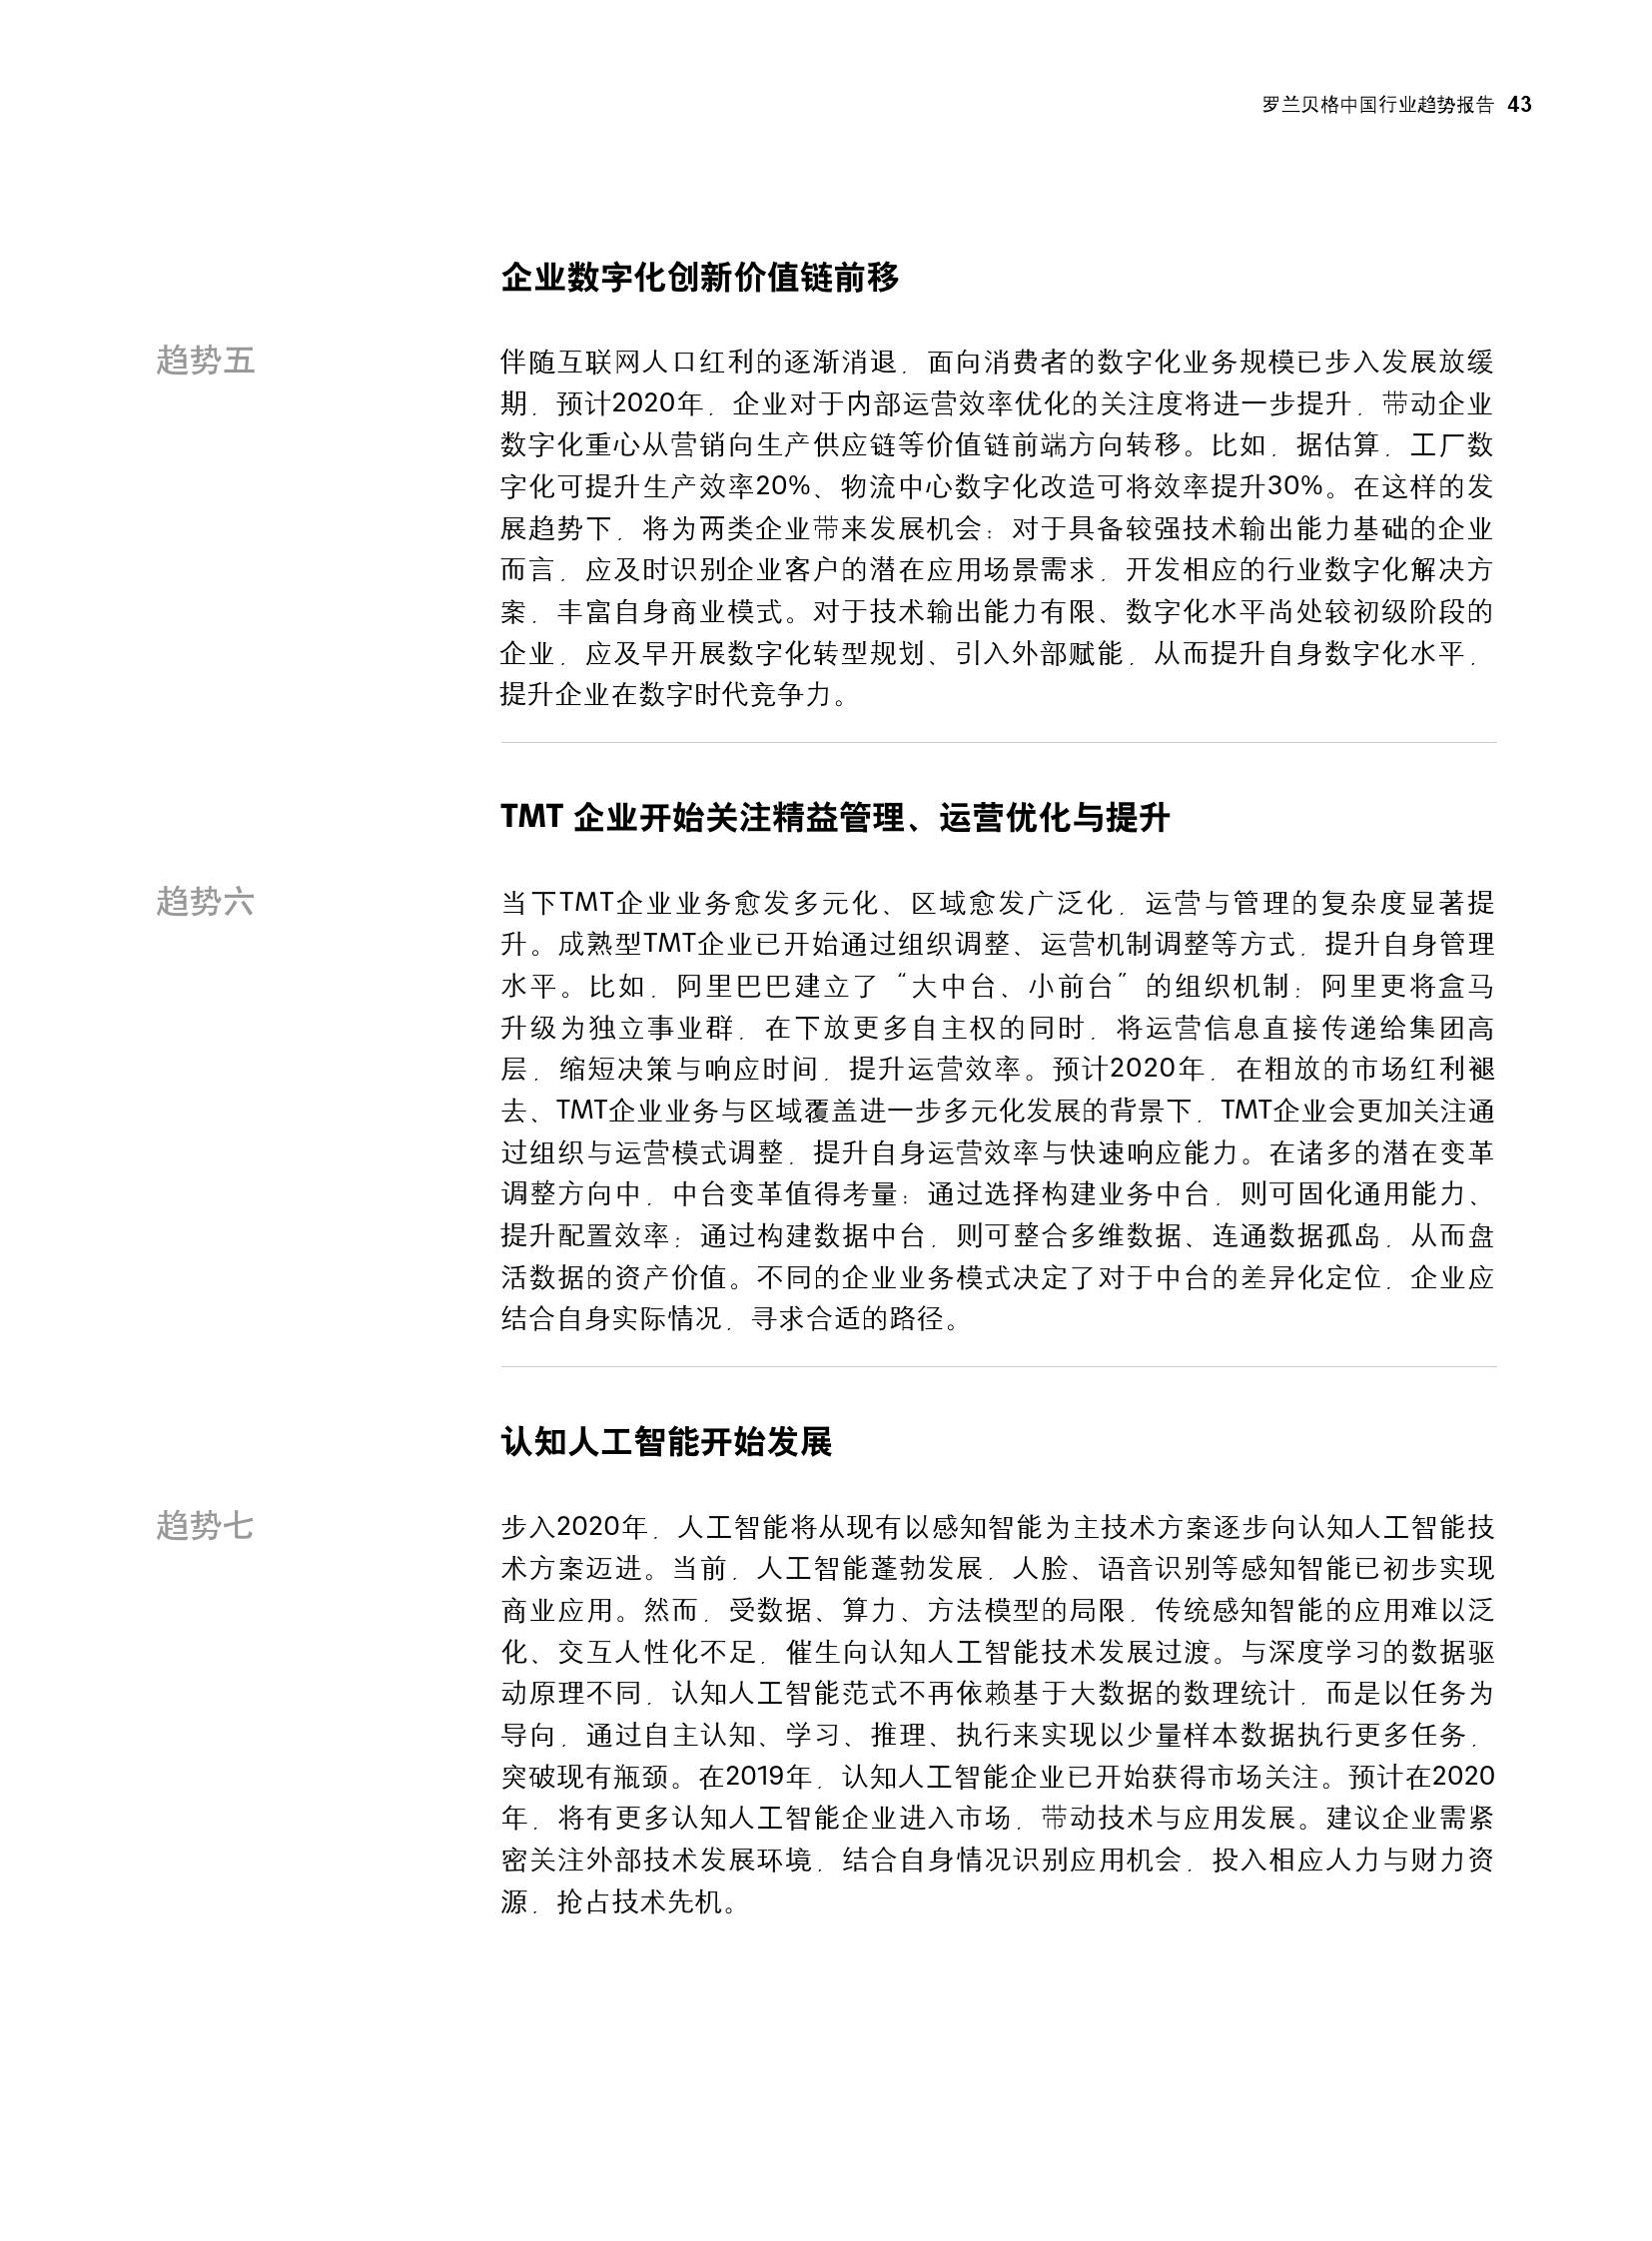 罗兰贝格中国行业趋势报告 43
企业数字化创新价值链前移
趋势五
伴随互联网人口红利的逐渐消退，面向消费者的数字化业务规模已步入发展放缓
期，预计2020年，企业对于内部运营效率优化的关注度将进一步提升，带动企业
数字化重心从营销向生产供应链等价值链前端方向转移。比如，据估算，工厂数
字化可提升生产效率20%、物流中心数字化改造可将效率提升30%。在这样的发
展趋势下，将为两类企业带来发展机会：对于具备较强技术输出能力基础的企业
而言，应及时识别企业客户的潜在应用场景需求，开发相应的行业数字化解决方
案，丰富自身商业模式。对于技术输出能力有限、数字化水平尚处较初级阶段的
企业，应及早开展数字化转型规划、引入外部赋能，从而提升自身数字化水平，
提升企业在数字时代竞争力。
TMT 企业开始关注精益管理、运营优化与提升
趋势六
当下TMT企业业务愈发多元化、区域愈发广泛化，运营与管理的复杂度显著提
升。成熟型TMT企业已开始通过组织调整、运营机制调整等方式，提升自身管理
水平。比如，阿里巴巴建立了“大中台、小前台”的组织机制；阿里更将盒马
升级为独立事业群，在下放更多自主权的同时，将运营信息直接传递给集团高
层，缩短决策与响应时间，提升运营效率。预计2020年，在粗放的市场红利褪
去、TMT企业业务与区域覆盖进一步多元化发展的背景下，TMT企业会更加关注通
过组织与运营模式调整，提升自身运营效率与快速响应能力。在诸多的潜在变革
调整方向中，中台变革值得考量：通过选择构建业务中台，则可固化通用能力、
提升配置效率；通过构建数据中台，则可整合多维数据、连通数据孤岛，从而盘
活数据的资产价值。不同的企业业务模式决定了对于中台的差异化定位，企业应
结合自身实际情况，寻求合适的路径。
认知人工智能开始发展
趋势七
步入2020年，人工智能将从现有以感知智能为主技术方案逐步向认知人工智能技
术方案迈进。当前，人工智能蓬勃发展，人脸、语音识别等感知智能已初步实现
商业应用。然而，受数据、算力、方法模型的局限，传统感知智能的应用难以泛
化、交互人性化不足，催生向认知人工智能技术发展过渡。与深度学习的数据驱
动原理不同，认知人工智能范式不再依赖基于大数据的数理统计，而是以任务为
导向，通过自主认知、学习、推理、执行来实现以少量样本数据执行更多任务，
突破现有瓶颈。在2019年，认知人工智能企业已开始获得市场关注。预计在2020
年，将有更多认知人工智能企业进入市场，带动技术与应用发展。建议企业需紧
密关注外部技术发展环境，结合自身情况识别应用机会，投入相应人力与财力资
源，抢占技术先机。